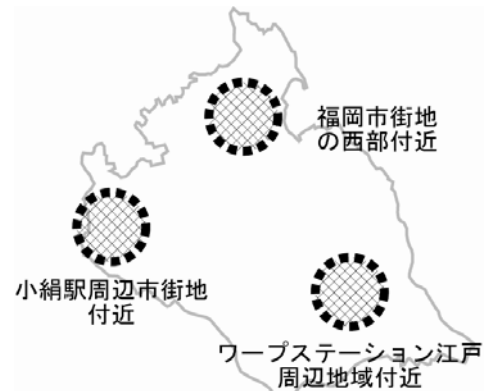 福岡市街地
の西部付近
小絹駅周辺市街地
付近
ワープステーション江戸
周辺地域付近